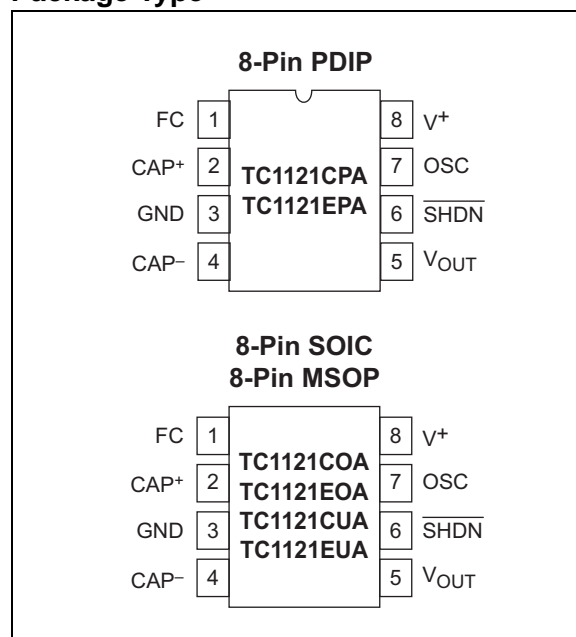 Package Type
8-Pin PDIP
FC 1 8 V+
CAP+ 2 TC1121CPA 7 OSC
GND 3 TC1121EPA 6 SHDN
CAP– 4 5 VOUT
8-Pin SOIC
8-Pin MSOP
FC 1 8 V+
TC1121COA
CAP+ 2 TC1121EOA 7 OSC
GND 3 TC1121CUA 6 SHDN
TC1121EUA
CAP– 4 5 VOUT